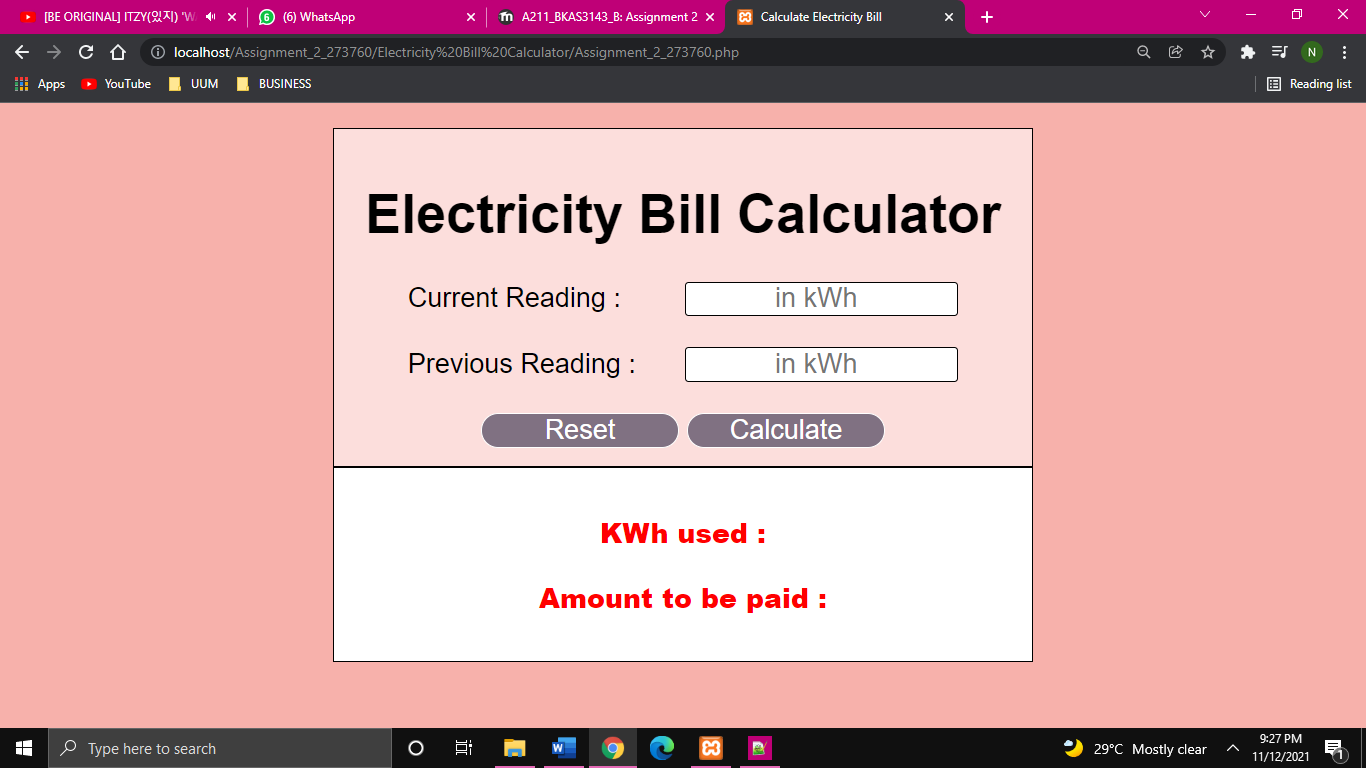 [BE ORIGINAL] ITZY(있지) 'W
(6) WhatsApp
A211_BKAS3143_B: Assignment 2
Calculate Electricity Bill
localhost/Assignment_2_273760/Electricity%20Bill%20Calculator/Assignment_2_273760.php
N
Apps YouTube UUM BUSINESS Reading list
Electricity Bill Calculator
Current Reading : in kWh
Previous Reading : in kWh
Reset Calculate
KWh used :
Amount to be paid :
Type here to search
29°C Mostly clear
9:27 PM
11/12/2021
1